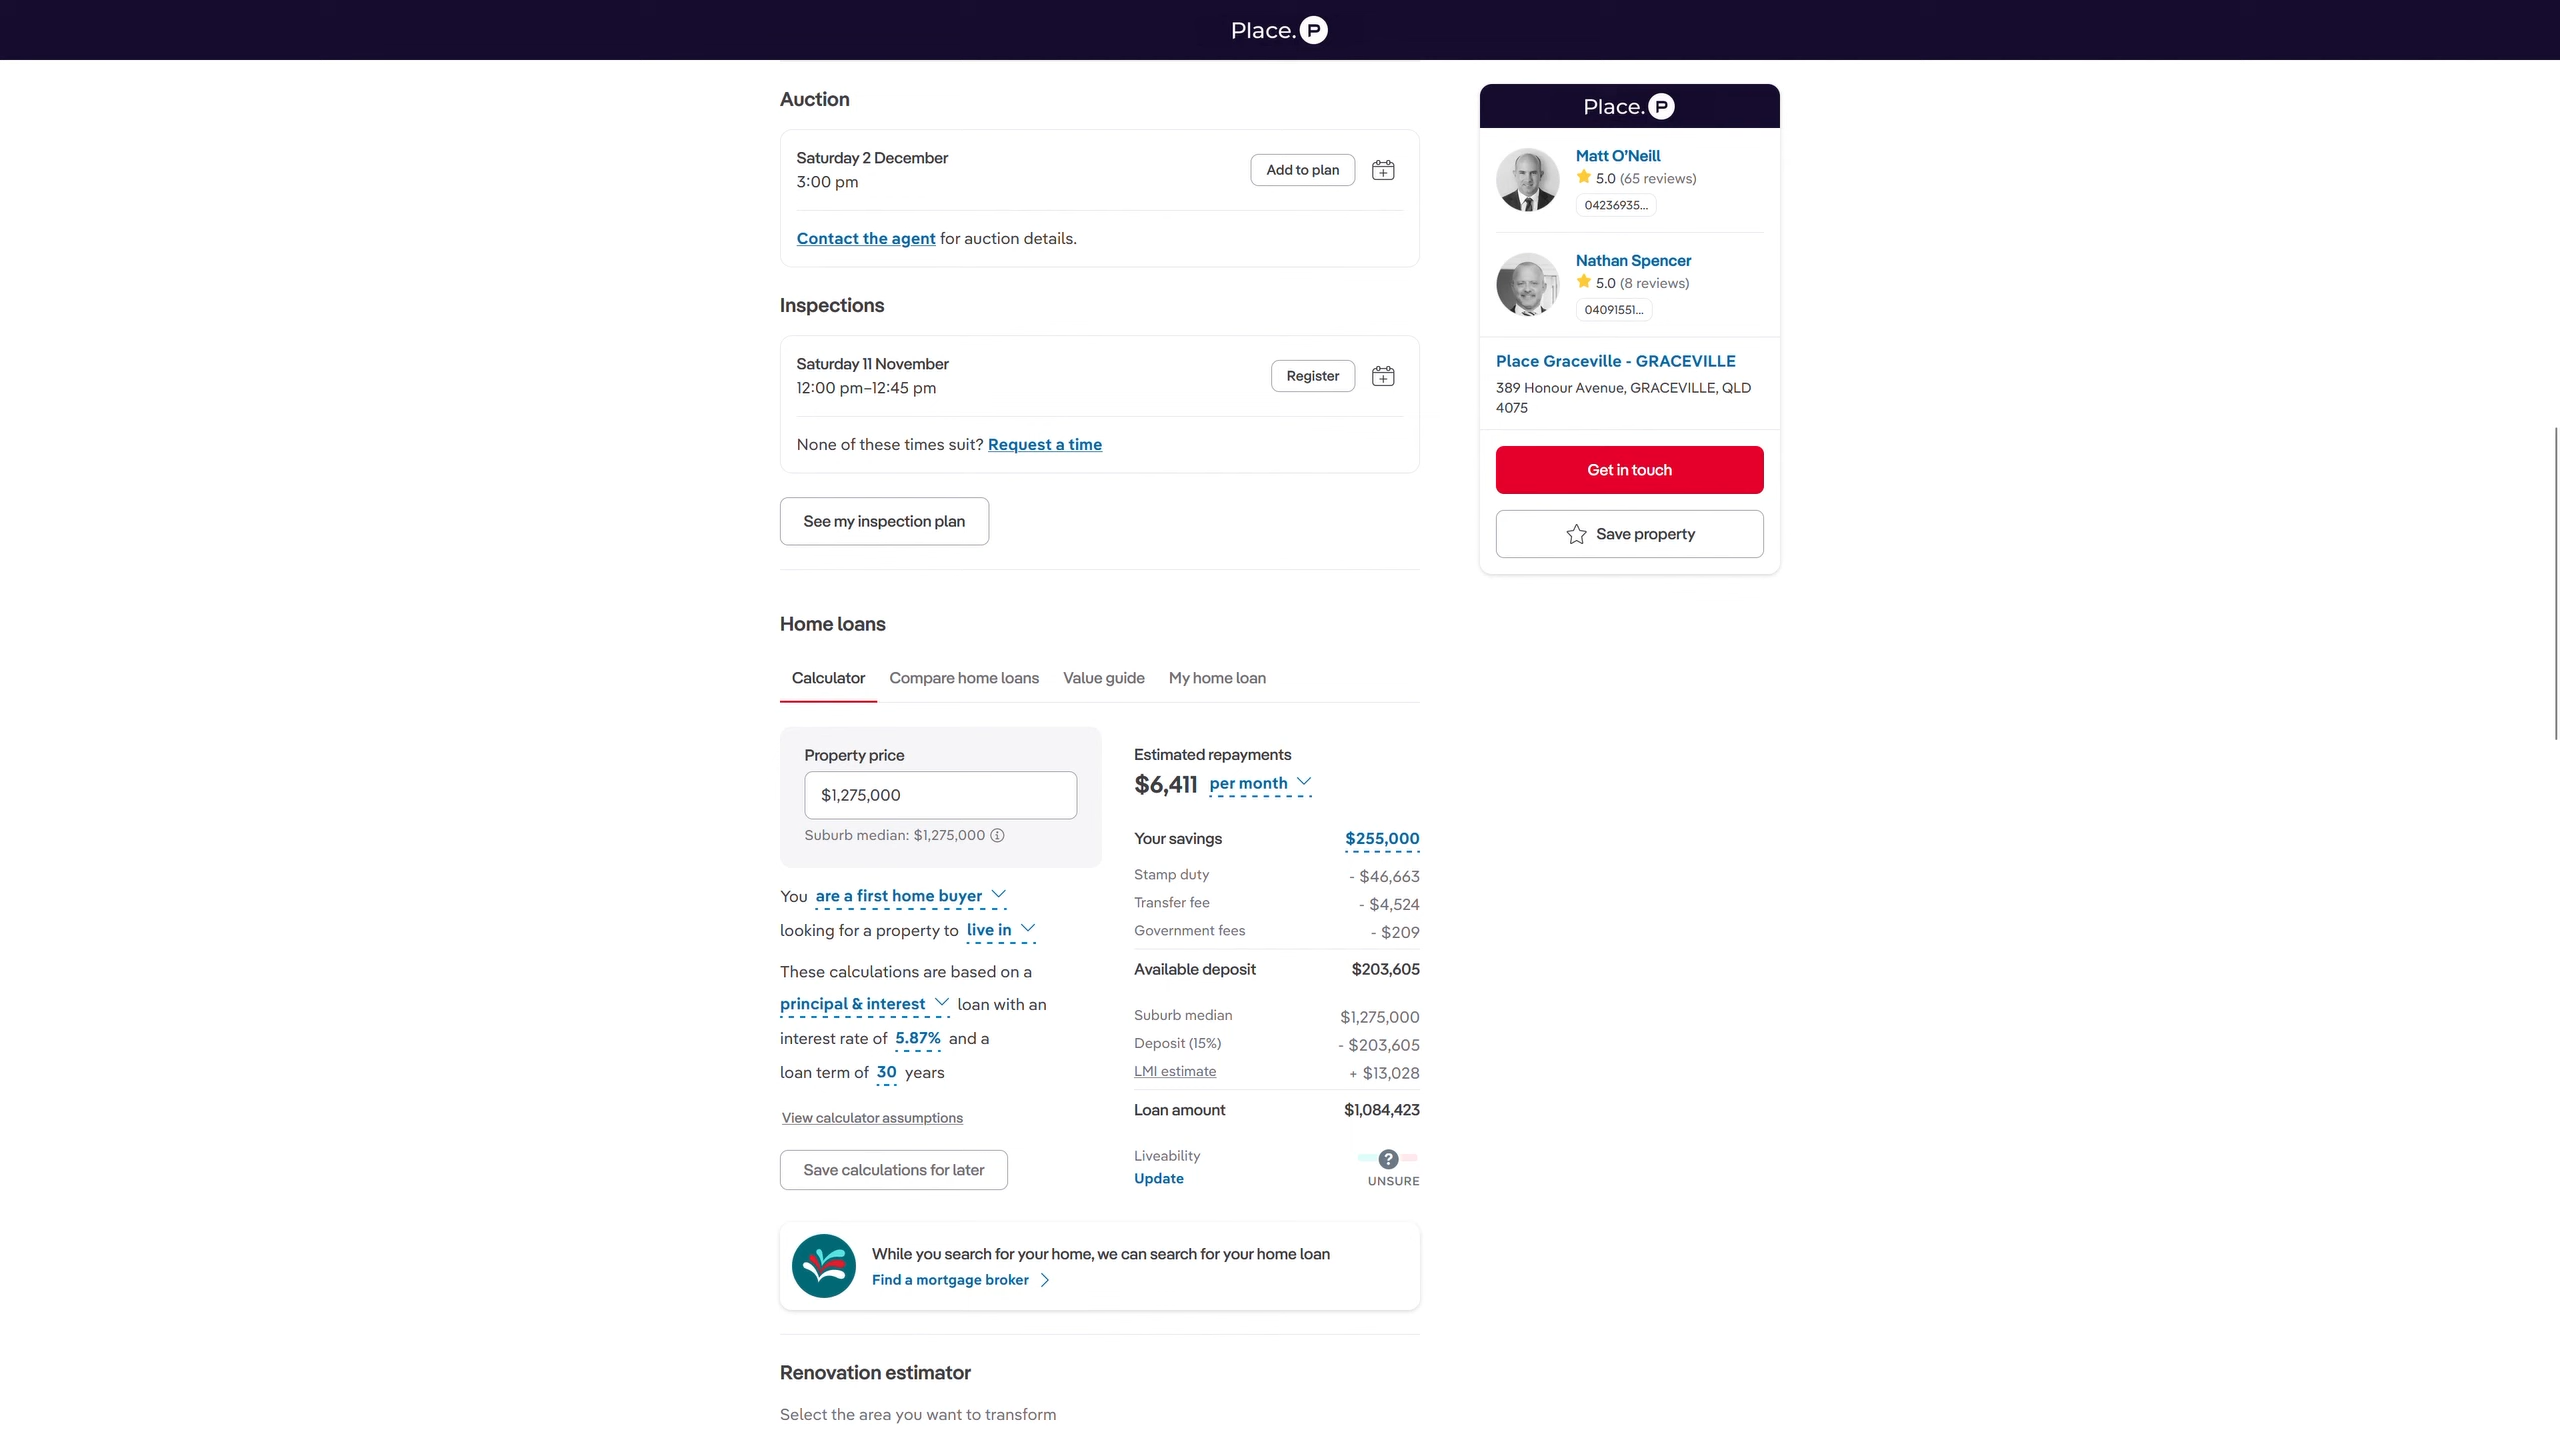 Place. P
Auction
Saturday 2 December
3:00 pm
Add to plan
Contact the agent for auction details.
Inspections
Saturday 11 November
12:00 pm–12:45 pm
Register
None of these times suit? Request a time
See my inspection plan
Home loans
Calculator Compare home loans Value guide My home loan
Property price
$1,275,000
Suburb median: $1,275,000
You are a first home buyer
looking for a property to live in
These calculations are based on a
principal & interest loan with an
interest rate of 5.87% and a
loan term of 30 years
View calculator assumptions
Save calculations for later
Estimated repayments
$6,411 per month
Your savings $255,000
Stamp duty - $46,663
Transfer fee - $4,524
Government fees - $209
Available deposit $203,605
Suburb median $1,275,000
Deposit (15%) - $203,605
LMI estimate + $13,028
Loan amount $1,084,423
Liveability ?
Update UNSURE
While you search for your home, we can search for your home loan
Find a mortgage broker
Renovation estimator
Select the area you want to transform
Place. P
Matt O’Neill
5.0 (65 reviews)
04236935...
Nathan Spencer
5.0 (8 reviews)
04091551...
Place Graceville - GRACEVILLE
389 Honour Avenue, GRACEVILLE, QLD
4075
Get in touch
Save property